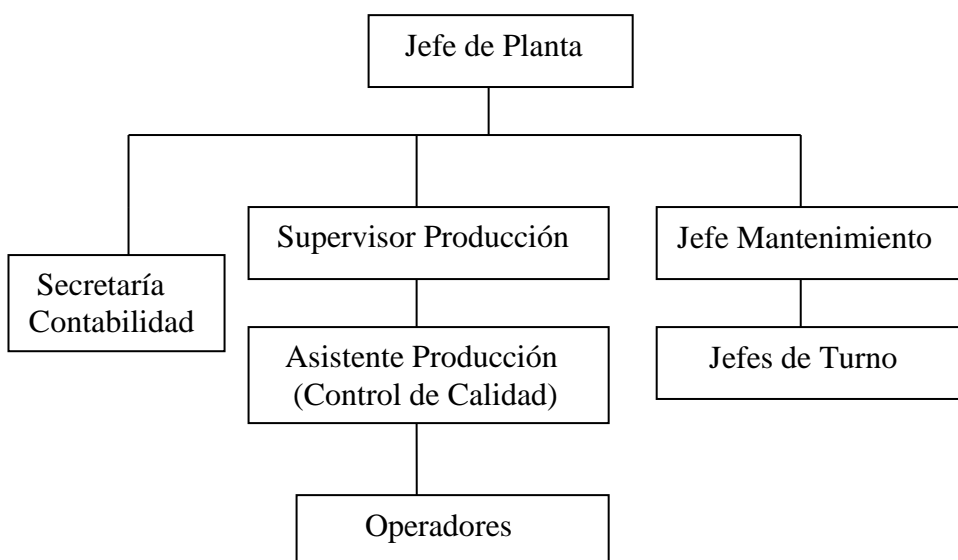 Jefe de Planta
Supervisor Producción
Jefe Mantenimiento
Secretaría
Contabilidad
Asistente Producción
(Control de Calidad)
Jefes de Turno
Operadores